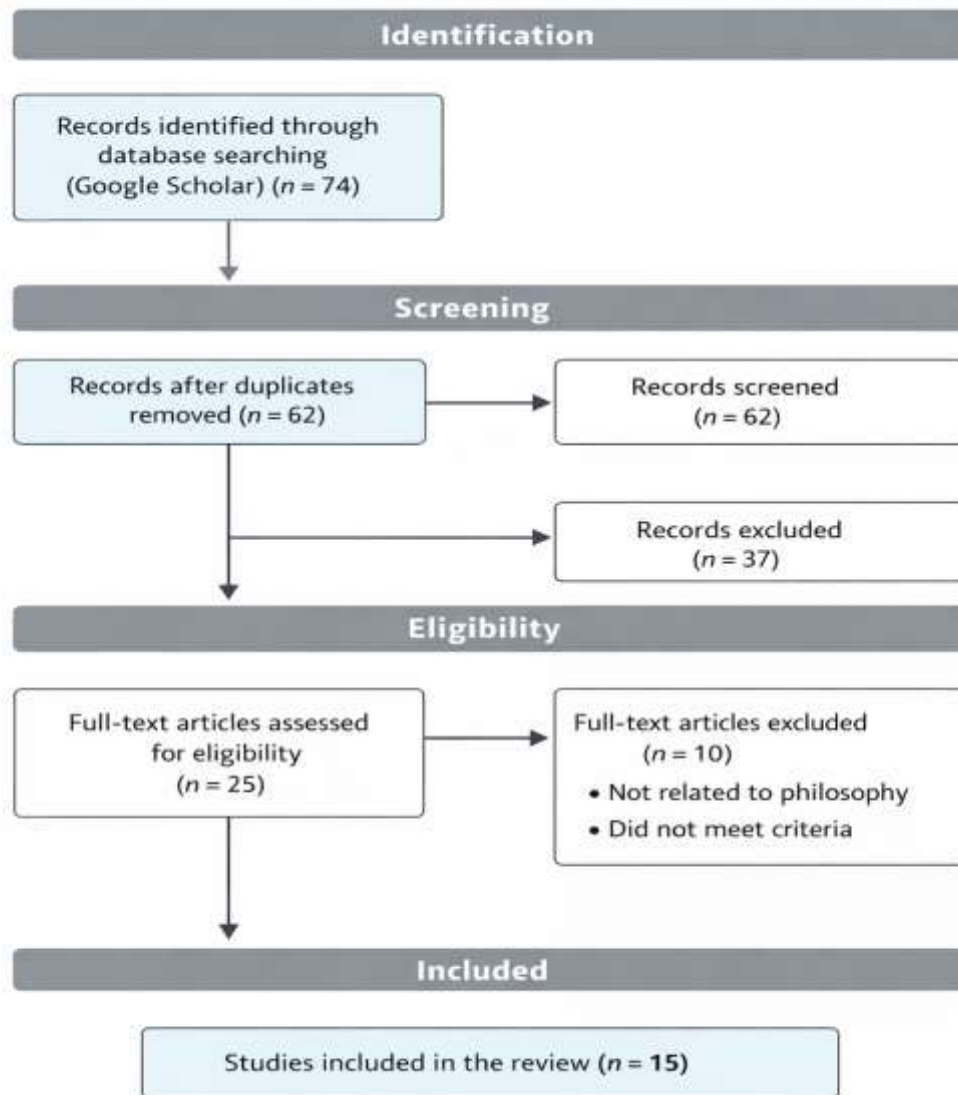 Identification
Records identified through
database searching
(Google Scholar) (n = 74)
Screening
Records after duplicates
removed (n = 62)
Records screened
(n = 62)
Records excluded
(n = 37)
Eligibility
Full-text articles assessed
for eligibility
(n = 25)
Full-text articles excluded
(n = 10)
• Not related to philosophy
• Did not meet criteria
Included
Studies included in the review (n = 15)